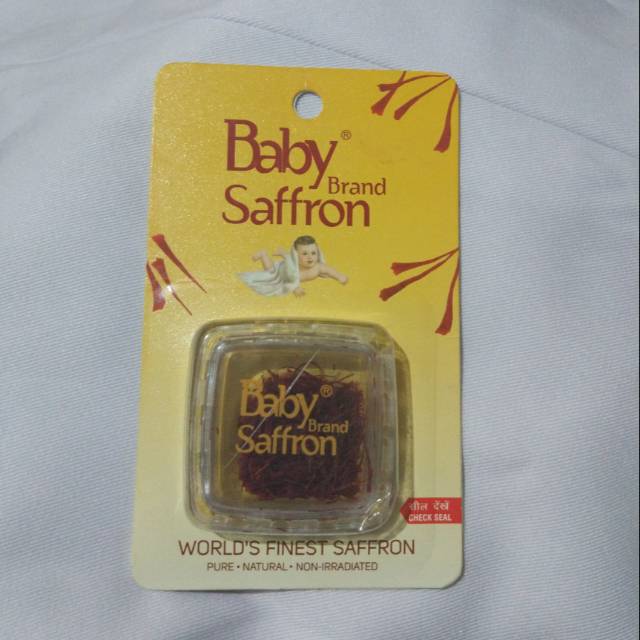 Baby®
Brand
Saffron
Baby®
Brand
Saffron
सील देखें
CHECK SEAL
WORLD'S FINEST SAFFRON
PURE • NATURAL • NON-IRRADIATED